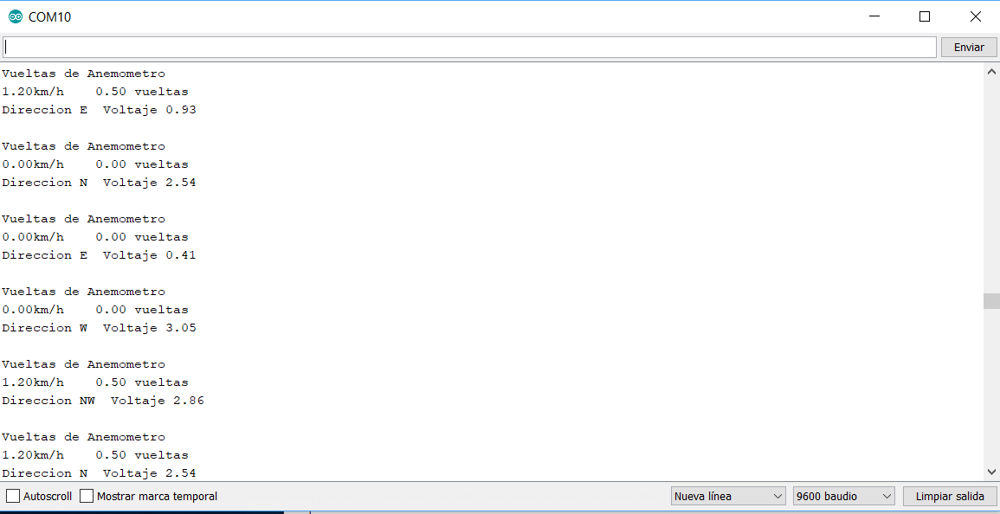 COM10
Enviar
Vueltas de Anemometro
1.20km/h    0.50 vueltas
Direccion E  Voltaje 0.93
Vueltas de Anemometro
0.00km/h    0.00 vueltas
Direccion N  Voltaje 2.54
Vueltas de Anemometro
0.00km/h    0.00 vueltas
Direccion E  Voltaje 0.41
Vueltas de Anemometro
0.00km/h    0.00 vueltas
Direccion W  Voltaje 3.05
Vueltas de Anemometro
1.20km/h    0.50 vueltas
Direccion NW  Voltaje 2.86
Vueltas de Anemometro
1.20km/h    0.50 vueltas
Direccion N  Voltaje 2.54
Autoscroll Mostrar marca temporal Nueva línea 9600 baudio Limpiar salida